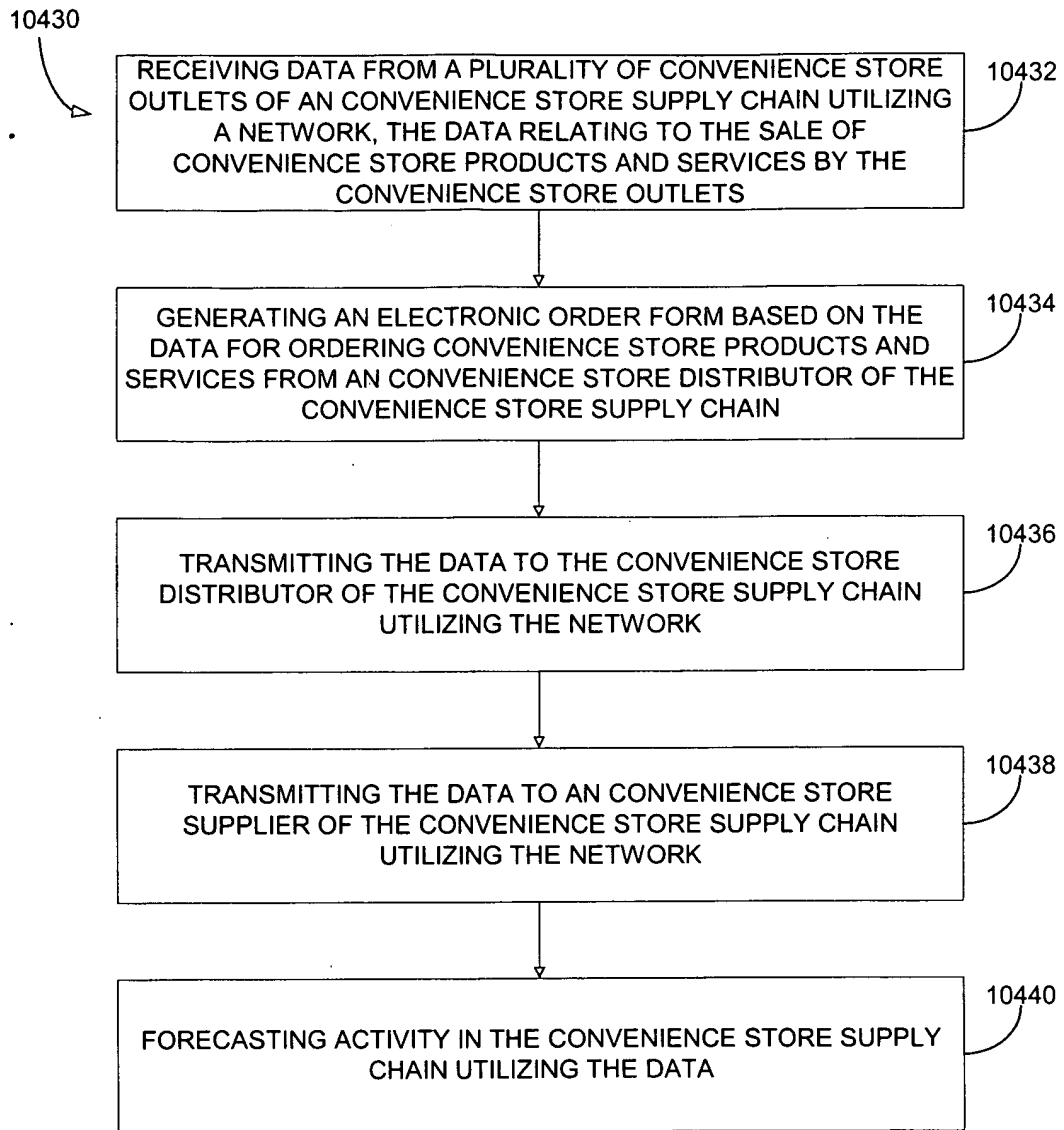 10430
RECEIVING DATA FROM A PLURALITY OF CONVENIENCE STORE
OUTLETS OF AN CONVENIENCE STORE SUPPLY CHAIN UTILIZING
A NETWORK, THE DATA RELATING TO THE SALE OF
CONVENIENCE STORE PRODUCTS AND SERVICES BY THE
CONVENIENCE STORE OUTLETS
10432
GENERATING AN ELECTRONIC ORDER FORM BASED ON THE
DATA FOR ORDERING CONVENIENCE STORE PRODUCTS AND
SERVICES FROM AN CONVENIENCE STORE DISTRIBUTOR OF THE
CONVENIENCE STORE SUPPLY CHAIN
10434
TRANSMITTING THE DATA TO THE CONVENIENCE STORE
DISTRIBUTOR OF THE CONVENIENCE STORE SUPPLY CHAIN
UTILIZING THE NETWORK
10436
TRANSMITTING THE DATA TO AN CONVENIENCE STORE
SUPPLIER OF THE CONVENIENCE STORE SUPPLY CHAIN
UTILIZING THE NETWORK
10438
FORECASTING ACTIVITY IN THE CONVENIENCE STORE SUPPLY
CHAIN UTILIZING THE DATA
10440